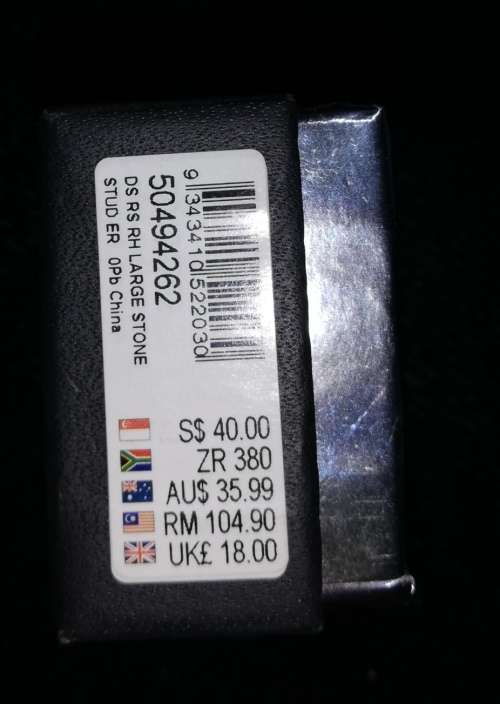 9 343410 522030
50494262
DS RS RH LARGE STONE
STUD ER 0Pb China
S$ 40.00
ZR 380
AU$ 35.99
RM 104.90
UK£ 18.00